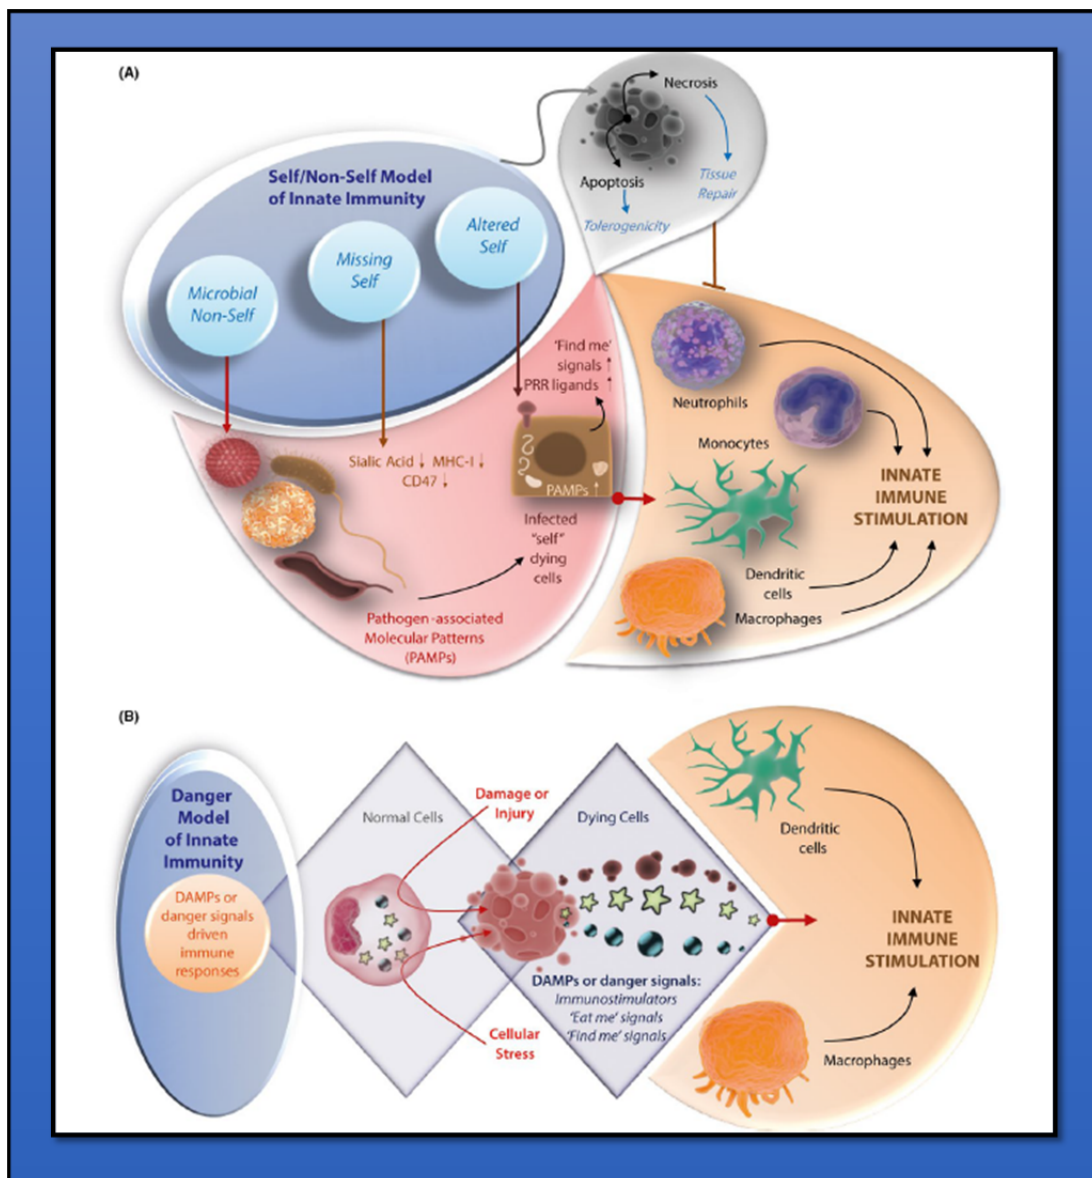 (A)
Necrosis
Apoptosis
Tissue
Repair
Tolerogenicity
Self/Non-Self Model
of Innate Immunity
Altered
Self
Missing
Self
Microbial
Non-Self
'Find me'
signals ↑
PRR ligands ↑
Sialic Acid ↓ MHC-I ↓
CD47 ↓
PAMPs ↑
Infected
"self"
dying
cells
Pathogen-associated
Molecular Patterns
(PAMPs)
Neutrophils
Monocytes
Dendritic
cells
Macrophages
INNATE
IMMUNE
STIMULATION
(B)
Danger
Model
of Innate
Immunity
DAMPs or
danger signals
driven
immune
responses
Normal Cells
Damage or
Injury
Cellular
Stress
Dying Cells
DAMPs or danger signals:
Immunostimulators
'Eat me' signals
'Find me' signals
Dendritic
cells
INNATE
IMMUNE
STIMULATION
Macrophages